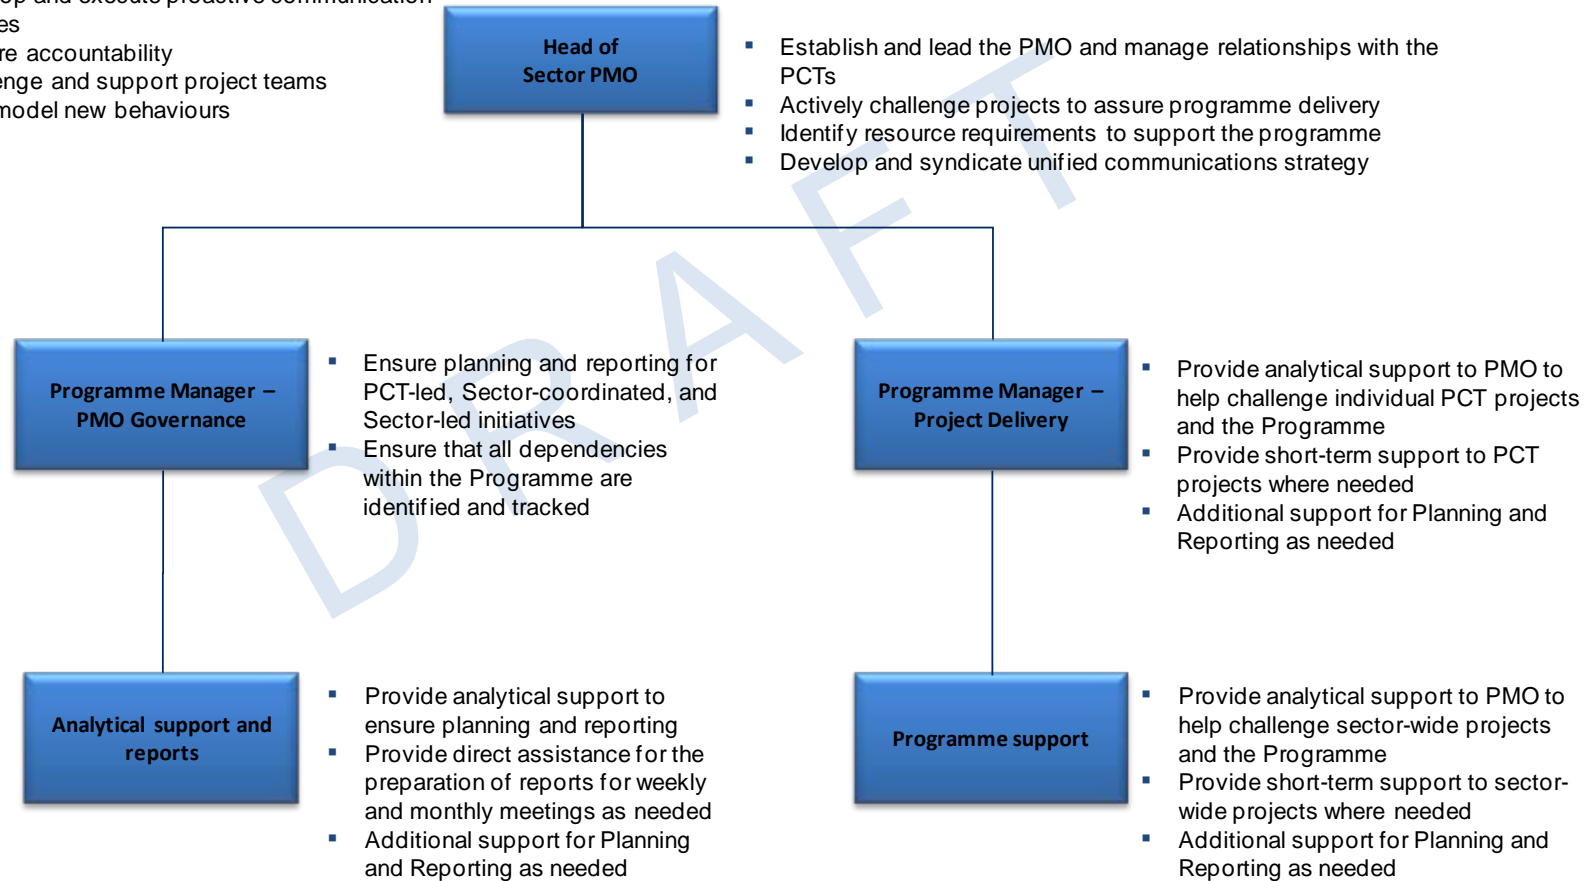 op and execute proactive communication
es
re accountability
enge and support project teams
model new behaviours
Head of
Sector PMO
▪ Establish and lead the PMO and manage relationships with the
PCTs
▪ Actively challenge projects to assure programme delivery
▪ Identify resource requirements to support the programme
▪ Develop and syndicate unified communications strategy
DRAFT
Programme Manager –
PMO Governance
▪ Ensure planning and reporting for
PCT-led, Sector-coordinated, and
Sector-led initiatives
▪ Ensure that all dependencies
within the Programme are
identified and tracked
Programme Manager –
Project Delivery
▪ Provide analytical support to PMO to
help challenge individual PCT projects
and the Programme
▪ Provide short-term support to PCT
projects where needed
▪ Additional support for Planning and
Reporting as needed
Analytical support and
reports
▪ Provide analytical support to
ensure planning and reporting
▪ Provide direct assistance for the
preparation of reports for weekly
and monthly meetings as needed
▪ Additional support for Planning
and Reporting as needed
Programme support
▪ Provide analytical support to PMO to
help challenge sector-wide projects
and the Programme
▪ Provide short-term support to sector-
wide projects where needed
▪ Additional support for Planning and
Reporting as needed